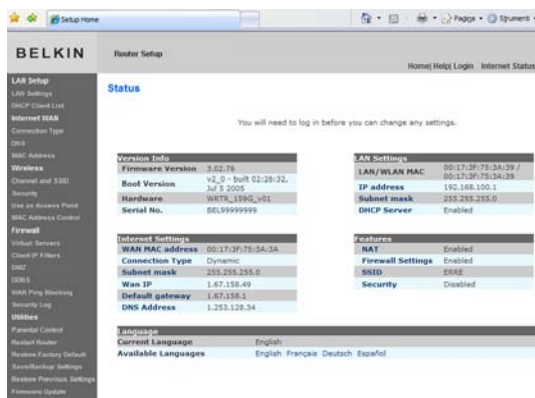 Setup Home
Pagina
Strumenti
BELKIN
Router Setup
Home| Help| Login Internet Status
LAN Setup
LAN Settings
DHCP Client List
Internet WAN
Connection Type
DNS
MAC Address
Wireless
Channel and SSID
Security
Use as Access Point
MAC Address Control
Firewall
Virtual Servers
Client IP Filters
DMZ
DDNS
WAN Ping Blocking
Security Log
Utilities
Parental Control
Restart Router
Restore Factory Default
Save/Backup Settings
Restore Previous Settings
Firmware Update
Status
You will need to log in before you can change any settings.
Version Info
Firmware Version 3.02.76
Boot Version v2_0 - built 02:26:32, Jul 5 2005
Hardware WRTR_159G_v01
Serial No. BEL99999999
LAN Settings
LAN/WLAN MAC 00:17:3F:75:3A:39 / 00:17:3F:75:3A:39
IP address 192.168.100.1
Subnet mask 255.255.255.0
DHCP Server Enabled
Internet Settings
WAN MAC address 00:17:3F:75:3A:3A
Connection Type Dynamic
Subnet mask 255.255.255.0
Wan IP 1.67.158.49
Default gateway 1.67.158.1
DNS Address 1.253.128.34
Features
NAT Enabled
Firewall Settings Enabled
SSID ERRE
Security Disabled
Language
Current Language English
Available Languages English Français Deutsch Español